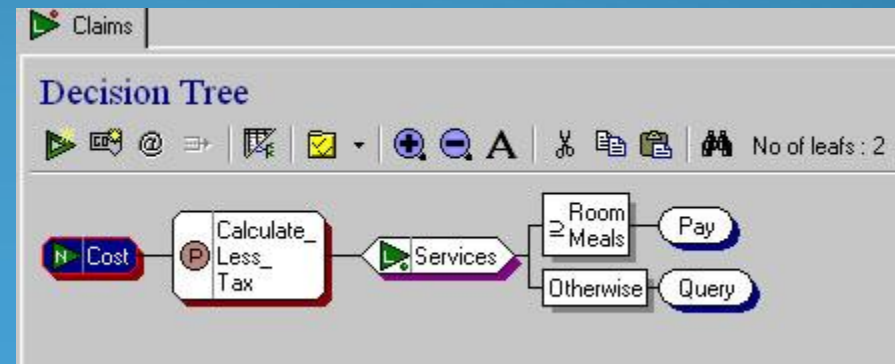 Claims
Decision Tree
No of leafs : 2
N Cost
P Calculate_
Less_
Tax
L Services
⊇ Room
Meals
Pay
Otherwise
Query